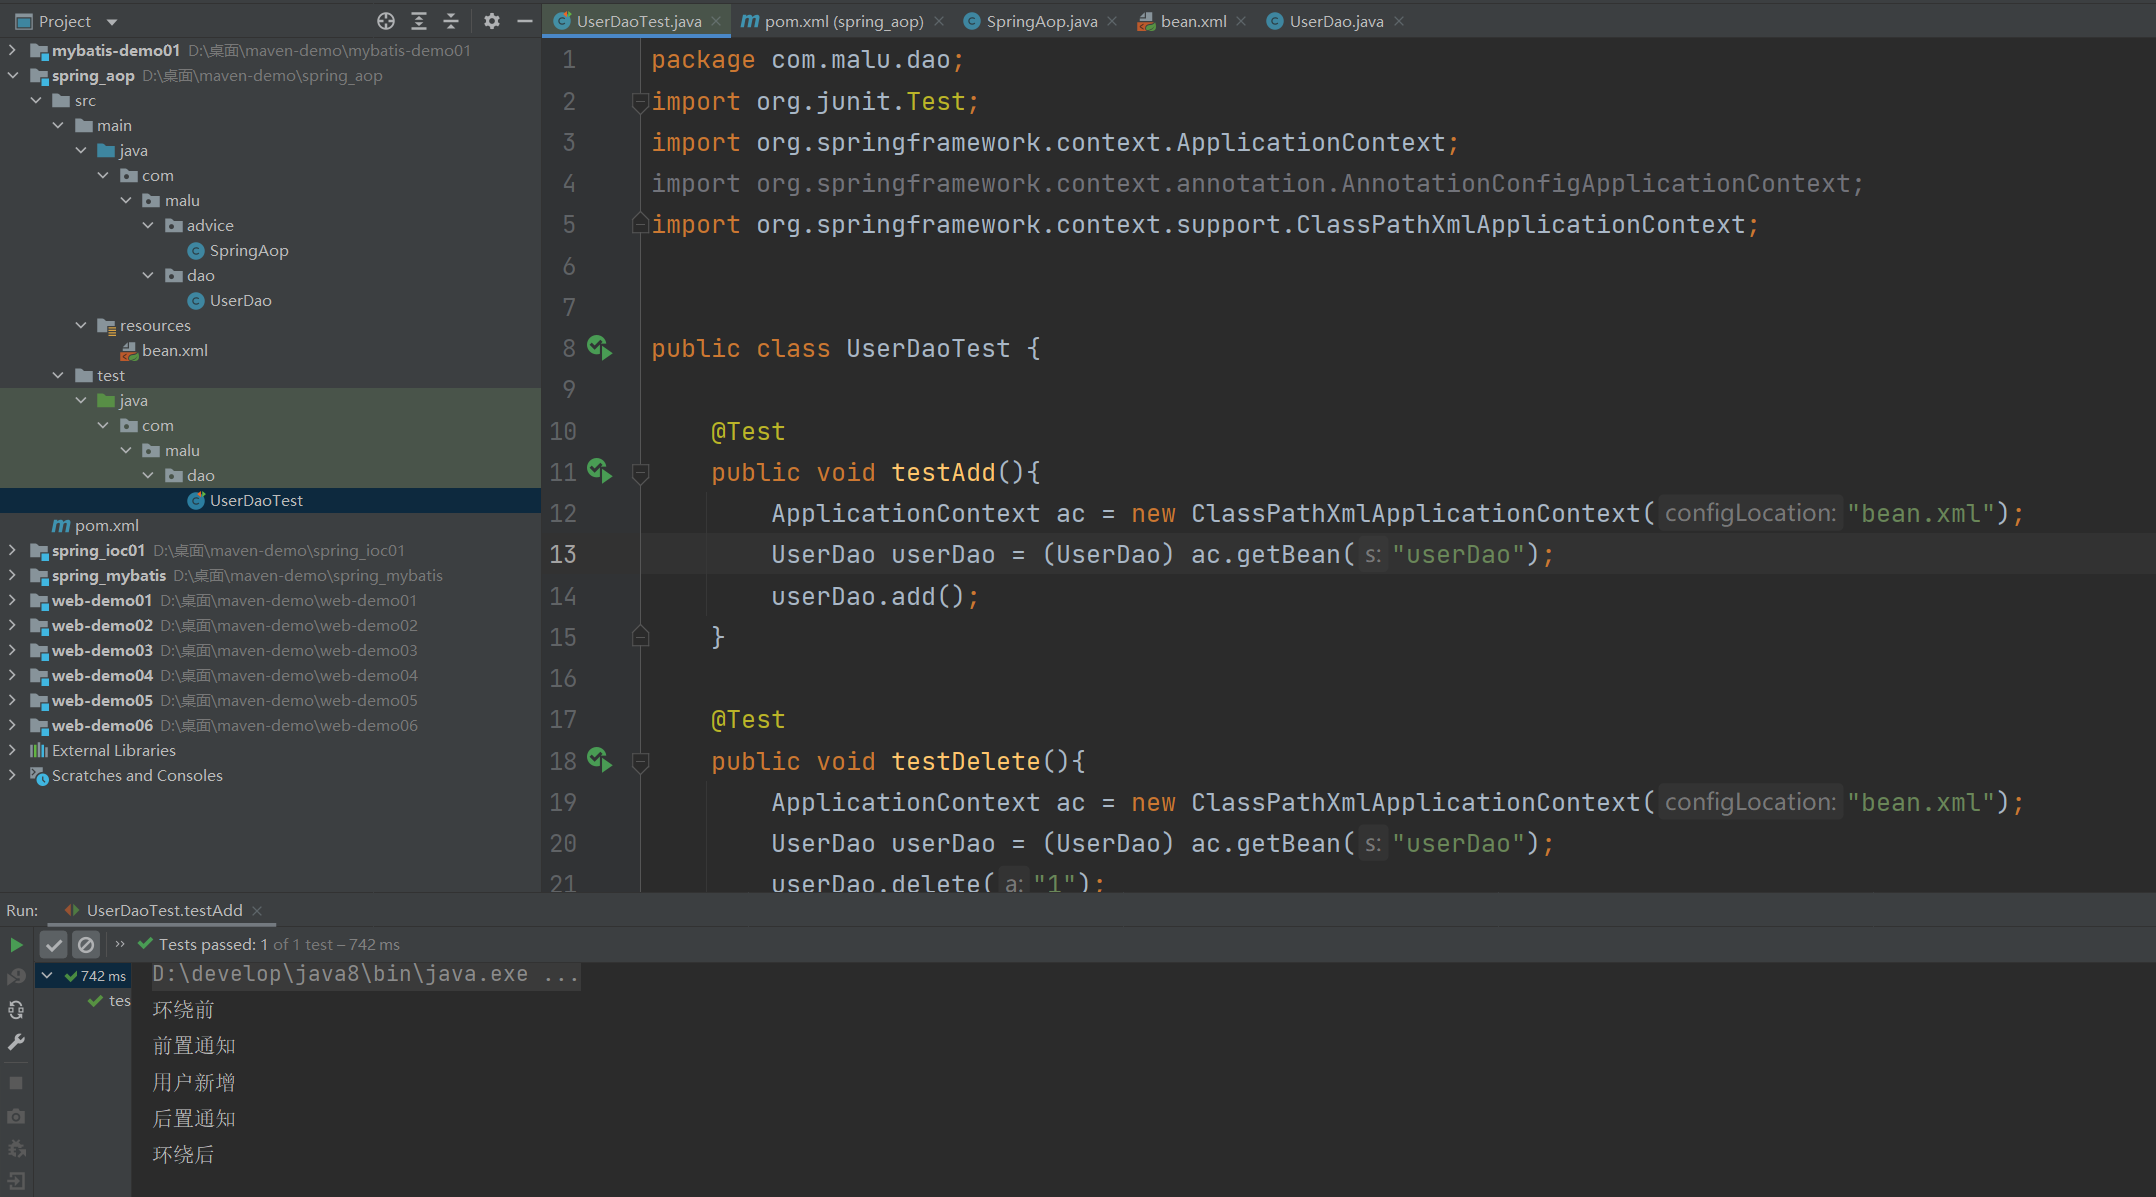 Project
mybatis-demo01 D:\桌面\maven-demo\mybatis-demo01
spring_aop D:\桌面\maven-demo\spring_aop
src
main
java
com
malu
advice
SpringAop
dao
UserDao
resources
bean.xml
test
java
com
malu
dao
UserDaoTest
pom.xml
spring_ioc01 D:\桌面\maven-demo\spring_ioc01
spring_mybatis D:\桌面\maven-demo\spring_mybatis
web-demo01 D:\桌面\maven-demo\web-demo01
web-demo02 D:\桌面\maven-demo\web-demo02
web-demo03 D:\桌面\maven-demo\web-demo03
web-demo04 D:\桌面\maven-demo\web-demo04
web-demo05 D:\桌面\maven-demo\web-demo05
web-demo06 D:\桌面\maven-demo\web-demo06
External Libraries
Scratches and Consoles
UserDaoTest.java pom.xml (spring_aop) SpringAop.java bean.xml UserDao.java
1 package com.malu.dao;
2 import org.junit.Test;
3 import org.springframework.context.ApplicationContext;
4 import org.springframework.context.annotation.AnnotationConfigApplicationContext;
5 import org.springframework.context.support.ClassPathXmlApplicationContext;
6
7
8 public class UserDaoTest {
9
10 @Test
11 public void testAdd(){
12 ApplicationContext ac = new ClassPathXmlApplicationContext( configLocation: "bean.xml");
13 UserDao userDao = (UserDao) ac.getBean( s: "userDao");
14 userDao.add();
15 }
16
17 @Test
18 public void testDelete(){
19 ApplicationContext ac = new ClassPathXmlApplicationContext( configLocation: "bean.xml");
20 UserDao userDao = (UserDao) ac.getBean( s: "userDao");
21 userDao.delete( a: "1");
Run: UserDaoTest.testAdd
Tests passed: 1 of 1 test – 742 ms
742 ms
tes
D:\develop\java8\bin\java.exe ...
环绕前
前置通知
用户新增
后置通知
环绕后